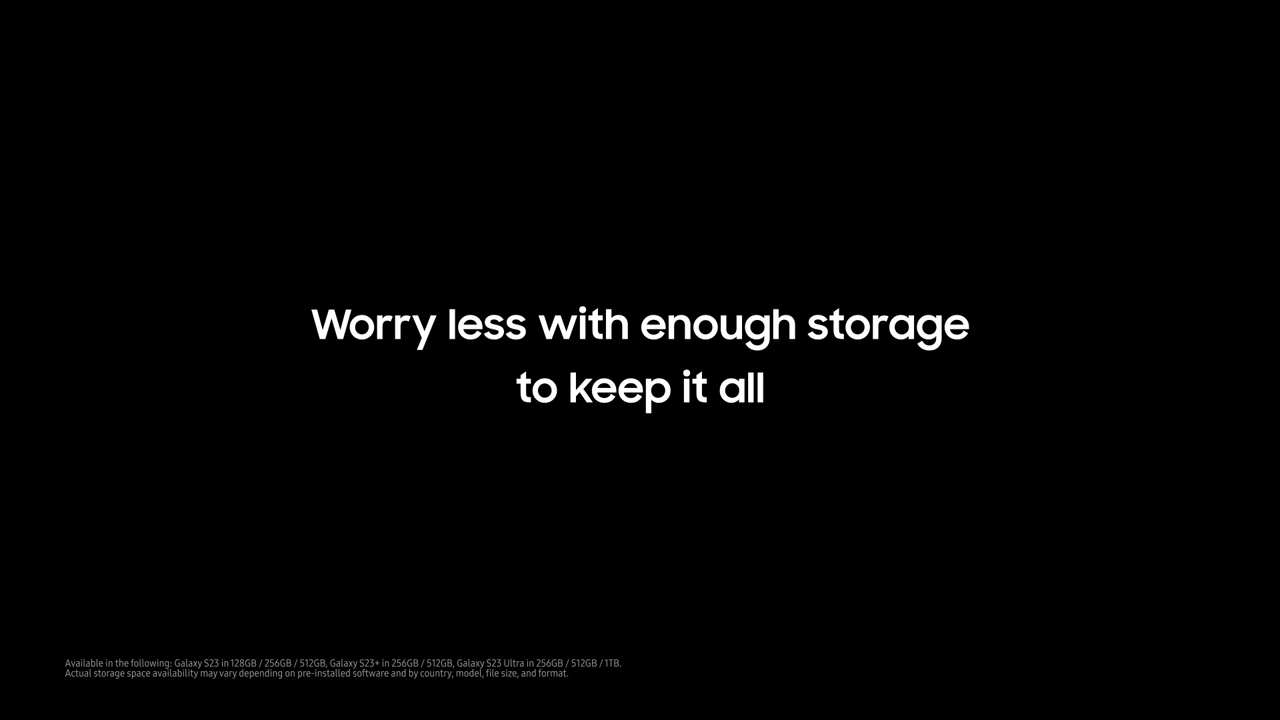 Worry less with enough storage
to keep it all
Available in the following: Galaxy S23 in 128GB / 256GB / 512GB, Galaxy S23+ in 256GB / 512GB, Galaxy S23 Ultra in 256GB / 512GB / 1TB.
Actual storage space availability may vary depending on pre-installed software and by country, model, file size, and format.